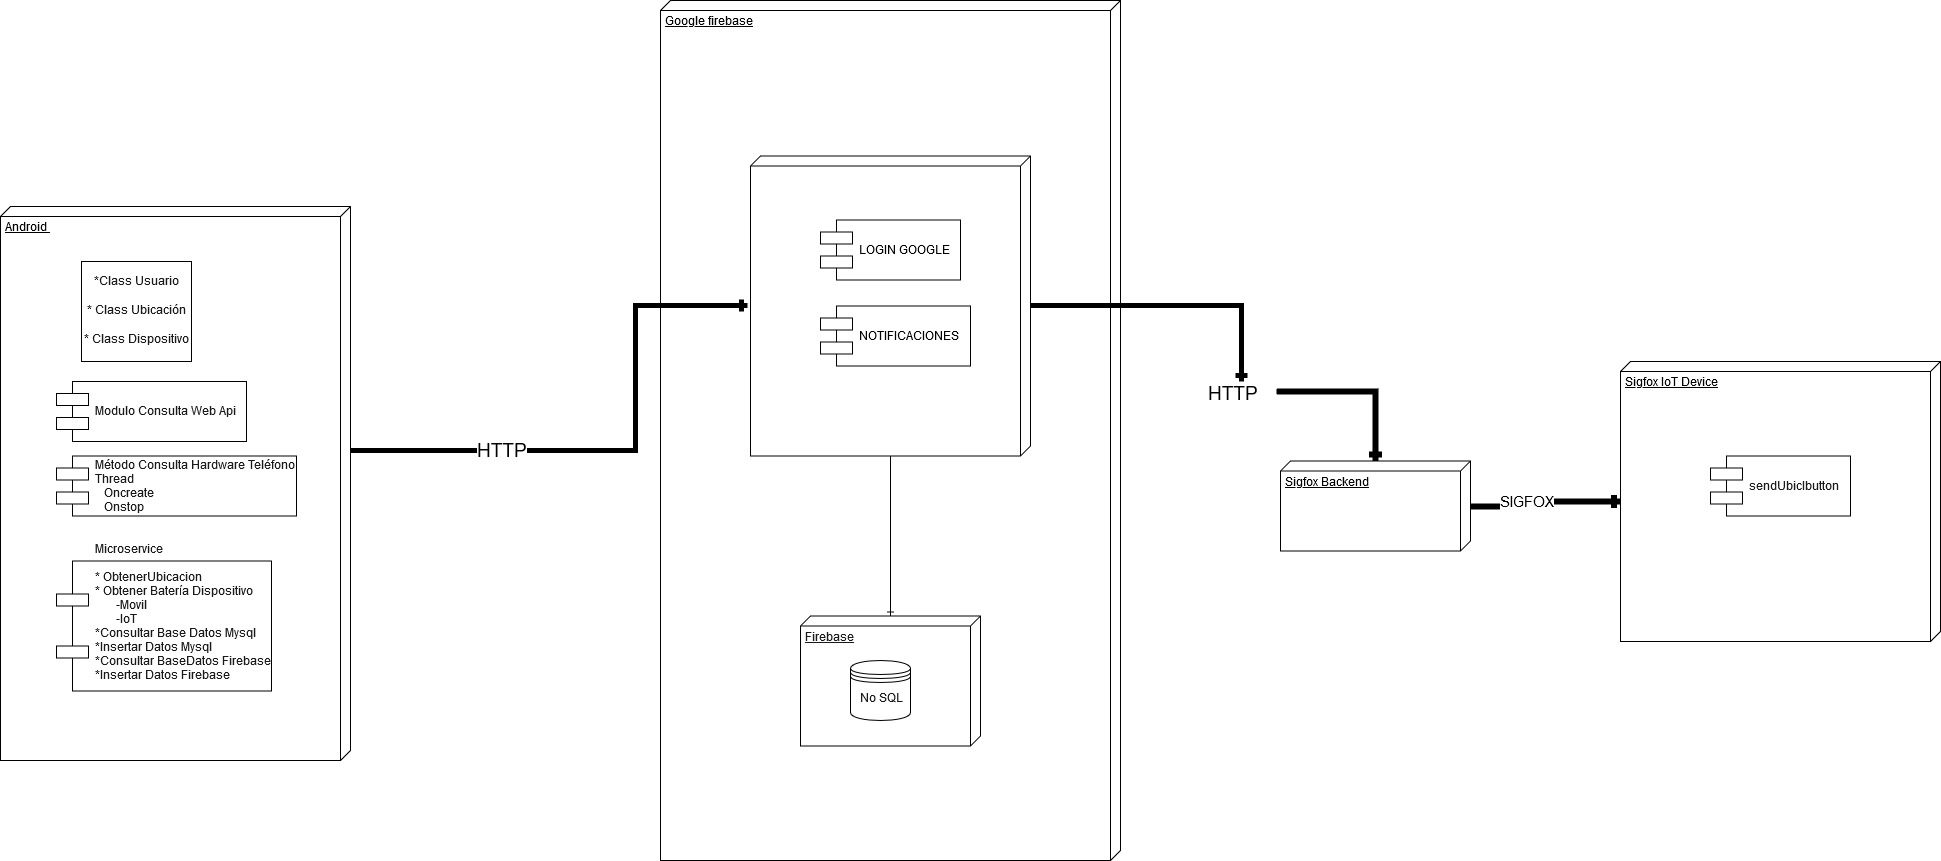 Google firebase
Android
*Class Usuario
* Class Ubicación
* Class Dispositivo
Modulo Consulta Web Api
Método Consulta Hardware Teléfono
Thread
Oncreate
Onstop
Microservice
* ObtenerUbicacion
* Obtener Batería Dispositivo
-Movil
-IoT
*Consultar Base Datos Mysql
*Insertar Datos Mysql
*Consultar BaseDatos Firebase
*Insertar Datos Firebase
HTTP
LOGIN GOOGLE
NOTIFICACIONES
Firebase
No SQL
HTTP
Sigfox Backend
SIGFOX
Sigfox IoT Device
sendUbicIbutton